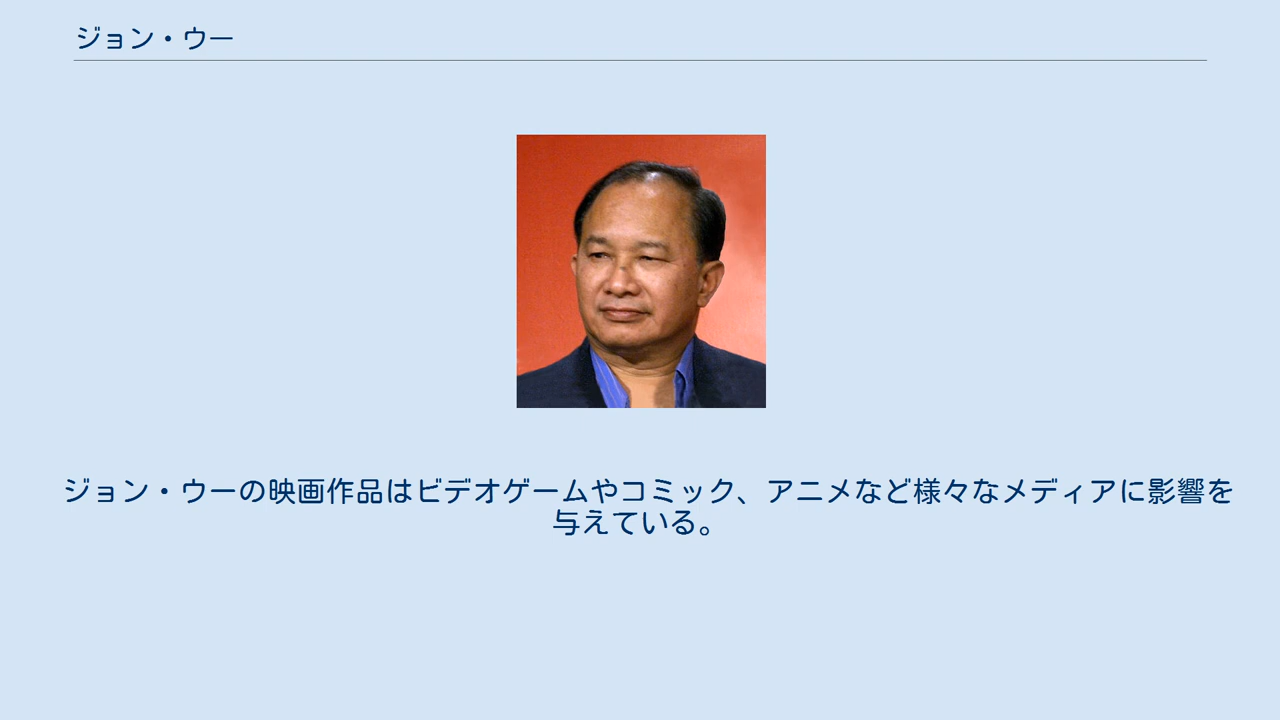 ジョン・ウー
ジョン・ウーの映画作品はビデオゲームやコミック、アニメなど様々なメディアに影響を
与えている。